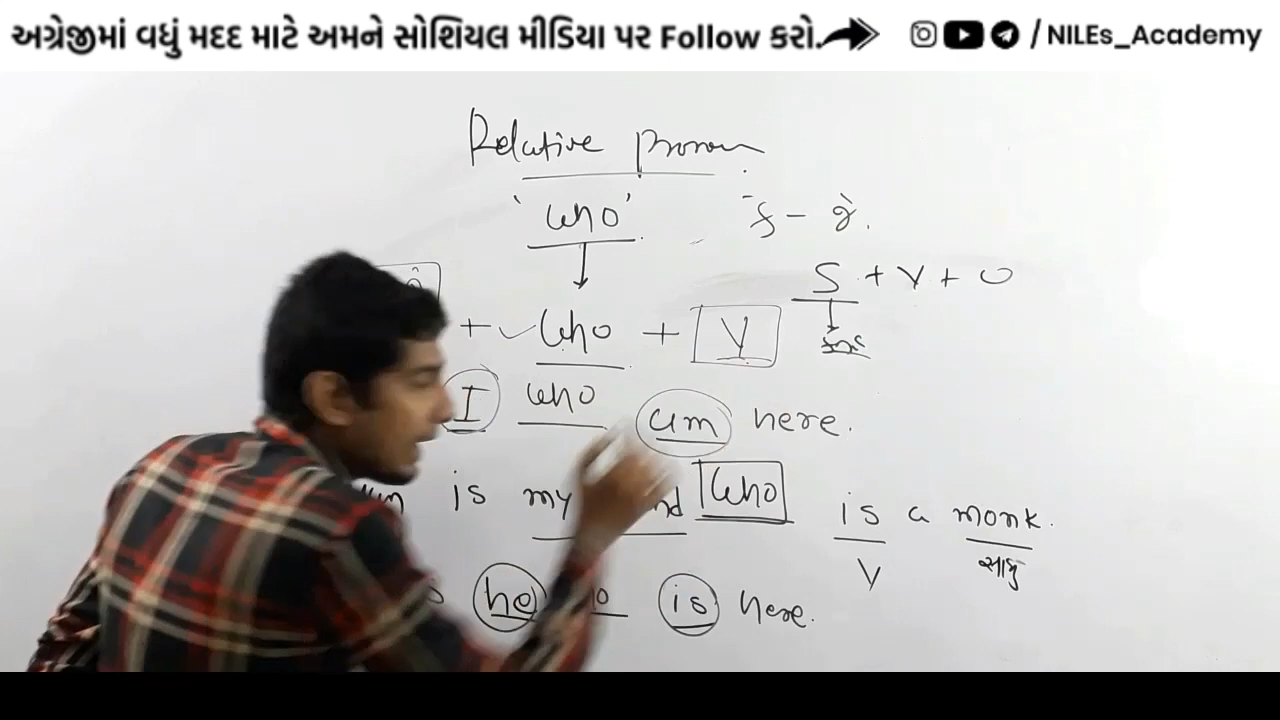 અગ્રેજીમાં વધું મદદ માટે અમને સોશિયલ મીડિયા પર Follow કરો. / NILEs_Academy
Relative
'who' કે - જે.
S + V + O
+ who + V
કર્તા
I who am here.
is my who is a monk.
V સાધુ
he is here.